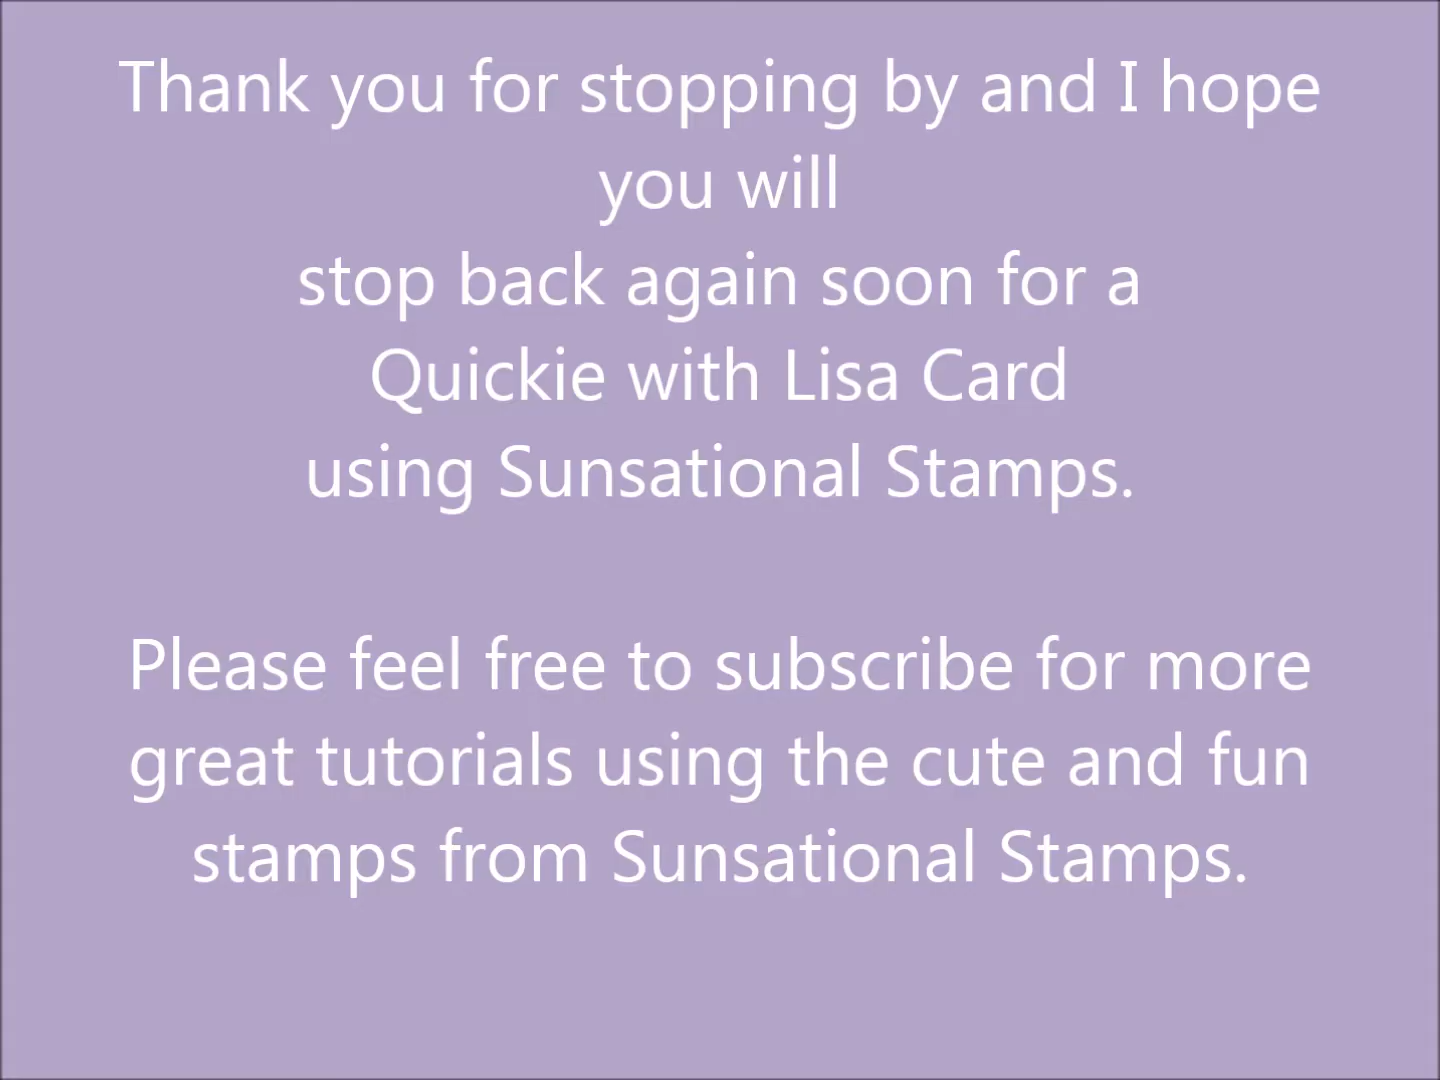 Thank you for stopping by and I hope
you will
stop back again soon for a
Quickie with Lisa Card
using Sunsational Stamps.
Please feel free to subscribe for more
great tutorials using the cute and fun
stamps from Sunsational Stamps.